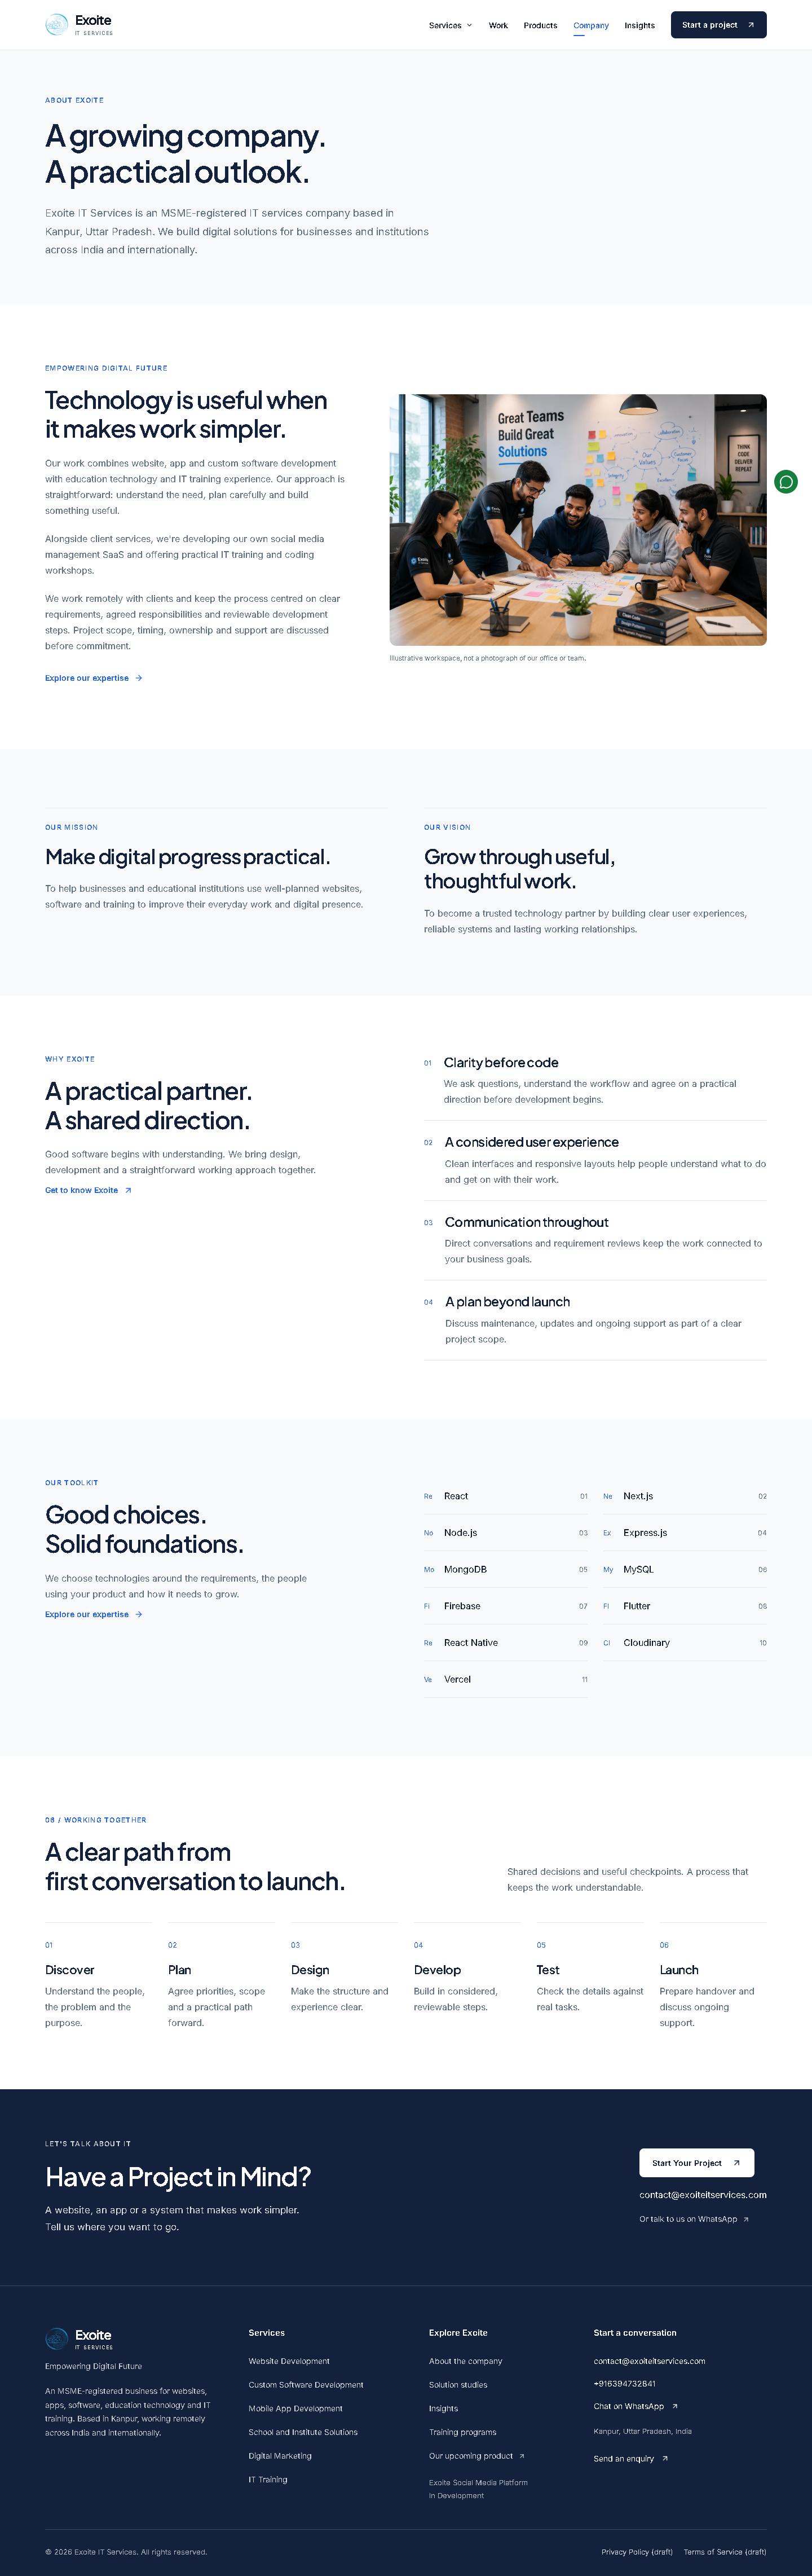 Exoite
IT SERVICES
Services
Work
Products
Company
Insights
Start a project
ABOUT EXOITE
A growing company.
A practical outlook.
Exoite IT Services is an MSME-registered IT services company based in
Kanpur, Uttar Pradesh. We build digital solutions for businesses and institutions
across India and internationally.
EMPOWERING DIGITAL FUTURE
Technology is useful when
it makes work simpler.
Our work combines website, app and custom software development
with education technology and IT training experience. Our approach is
straightforward: understand the need, plan carefully and build
something useful.
Alongside client services, we're developing our own social media
management SaaS and offering practical IT training and coding
workshops.
We work remotely with clients and keep the process centred on clear
requirements, agreed responsibilities and reviewable development
steps. Project scope, timing, ownership and support are discussed
before commitment.
Explore our expertise
Great Teams
Build Great
Solutions
Our
Values
THINK
CODE
DELIVER
REPEAT
Illustrative workspace, not a photograph of our office or team.
OUR MISSION
Make digital progress practical.
To help businesses and educational institutions use well-planned websites,
software and training to improve their everyday work and digital presence.
OUR VISION
Grow through useful,
thoughtful work.
To become a trusted technology partner by building clear user experiences,
reliable systems and lasting working relationships.
WHY EXOITE
A practical partner.
A shared direction.
Good software begins with understanding. We bring design,
development and a straightforward working approach together.
Get to know Exoite
01 Clarity before code
We ask questions, understand the workflow and agree on a practical
direction before development begins.
02 A considered user experience
Clean interfaces and responsive layouts help people understand what to do
and get on with their work.
03 Communication throughout
Direct conversations and requirement reviews keep the work connected to
your business goals.
04 A plan beyond launch
Discuss maintenance, updates and ongoing support as part of a clear
project scope.
OUR TOOLKIT
Good choices.
Solid foundations.
We choose technologies around the requirements, the people
using your product and how it needs to grow.
Explore our expertise
Re React 01
Ne Next.js 02
No Node.js 03
Ex Express.js 04
Mo MongoDB 05
My MySQL 06
Fi Firebase 07
Fl Flutter 08
Re React Native 09
Cl Cloudinary 10
Ve Vercel 11
06 / WORKING TOGETHER
A clear path from
first conversation to launch.
Shared decisions and useful checkpoints. A process that
keeps the work understandable.
01
Discover
Understand the people,
the problem and the
purpose.
02
Plan
Agree priorities, scope
and a practical path
forward.
03
Design
Make the structure and
experience clear.
04
Develop
Build in considered,
reviewable steps.
05
Test
Check the details against
real tasks.
06
Launch
Prepare handover and
discuss ongoing
support.
LET'S TALK ABOUT IT
Have a Project in Mind?
A website, an app or a system that makes work simpler.
Tell us where you want to go.
Start Your Project
contact@exoiteitservices.com
Or talk to us on WhatsApp
Exoite
IT SERVICES
Empowering Digital Future
An MSME-registered business for websites,
apps, software, education technology and IT
training. Based in Kanpur, working remotely
across India and internationally.
Services
Website Development
Custom Software Development
Mobile App Development
School and Institute Solutions
Digital Marketing
IT Training
Explore Exoite
About the company
Solution studies
Insights
Training programs
Our upcoming product
Exoite Social Media Platform
In Development
Start a conversation
contact@exoiteitservices.com
+916394732841
Chat on WhatsApp
Kanpur, Uttar Pradesh, India
Send an enquiry
© 2026 Exoite IT Services. All rights reserved.
Privacy Policy (draft)
Terms of Service (draft)